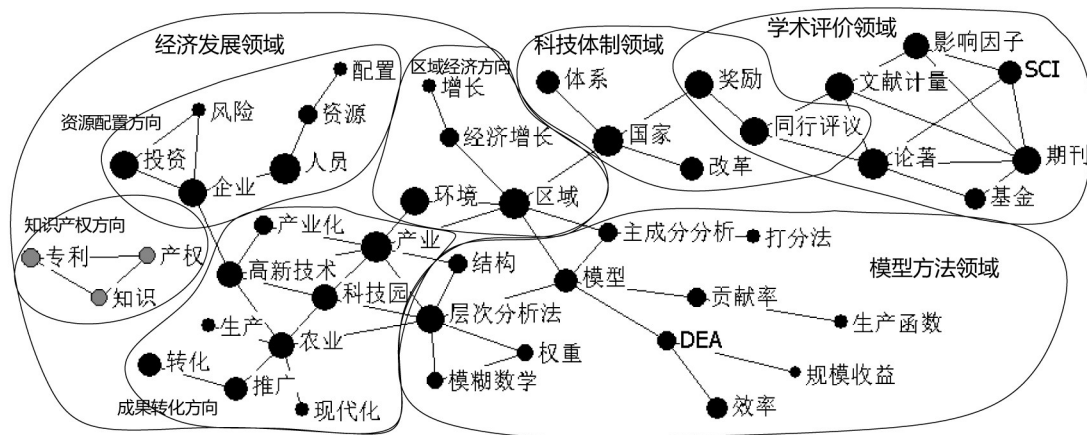 经济发展领域
科技体制领域
学术评价领域
影响因子
SCI
配置
区域经济方向
体系
奖励
文献计量
增长
风险
资源
资源配置方向
经济增长
国家
同行评议
投资
人员
论著
期刊
改革
企业
环境
区域
基金
知识产权方向
产业化
产业
主成分分析
打分法
专利
产权
高新技术
结构
模型
模型方法领域
知识
科技园
贡献率
生产
层次分析法
生产函数
农业
DEA
权重
转化
推广
模糊数学
规模收益
成果转化方向
现代化
效率